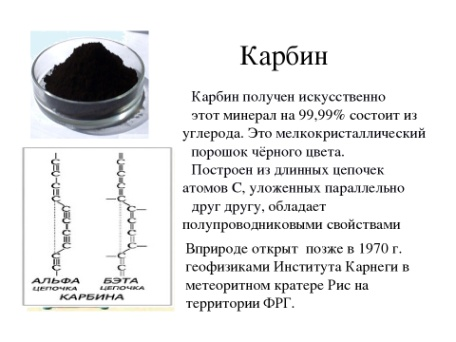 Карбин
Карбин получен искусственно
этот минерал на 99,99% состоит из
углерода. Это мелкокристаллический
порошок чёрного цвета.
Построен из длинных цепочек
атомов С, уложенных параллельно
друг другу, обладает
полупроводниковыми свойствами
Вприроде открыт позже в 1970 г.
геофизиками Института Карнеги в
метеоритном кратере Рис на
территории ФРГ.
АЛЬФА БЭТА
ЦЕПОЧКА ЦЕПОЧКА
КАРБИНА